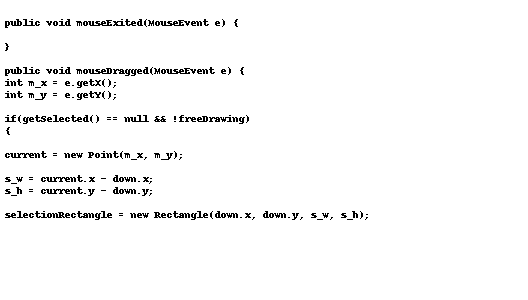 public void mouseExited(MouseEvent e) {
}
public void mouseDragged(MouseEvent e) {
int m_x = e.getX();
int m_y = e.getY();
if(getSelected() == null && !freeDrawing)
{
current = new Point(m_x, m_y);
s_w = current.x - down.x;
s_h = current.y - down.y;
selectionRectangle = new Rectangle(down.x, down.y, s_w, s_h);